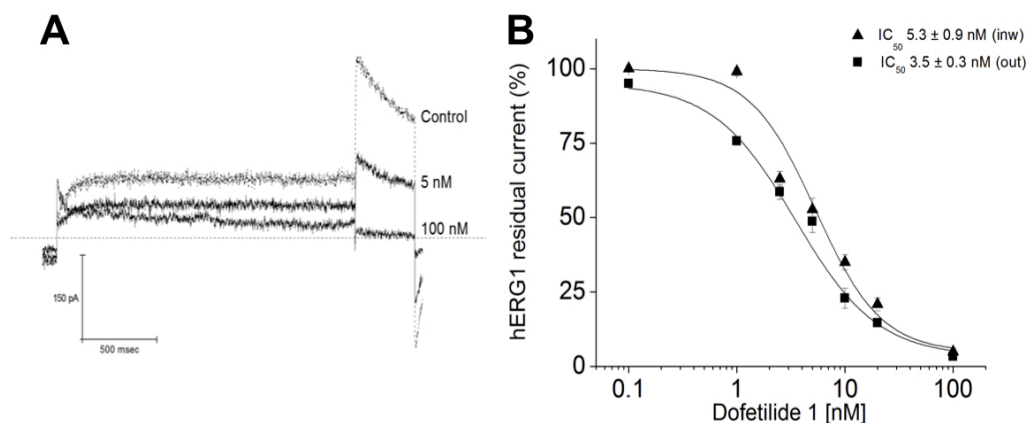 A
Control
5 nM
100 nM
150 pA
500 msec
B
IC50 5.3 ± 0.9 nM (inw)
IC50 3.5 ± 0.3 nM (out)
hERG1 residual current (%)
100
75
50
25
0
0.1 1 10 100
Dofetilide 1 [nM]